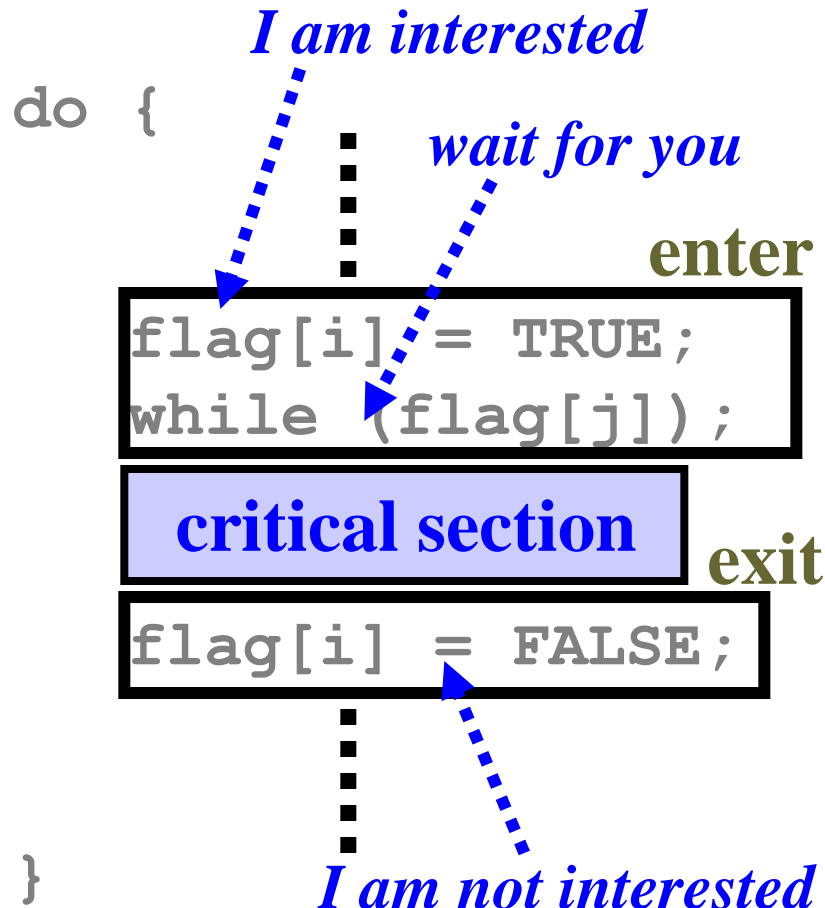 I am interested
do {
wait for you
enter
flag[i] = TRUE;
while (flag[j]);
critical section
exit
flag[i] = FALSE;
}
I am not interested